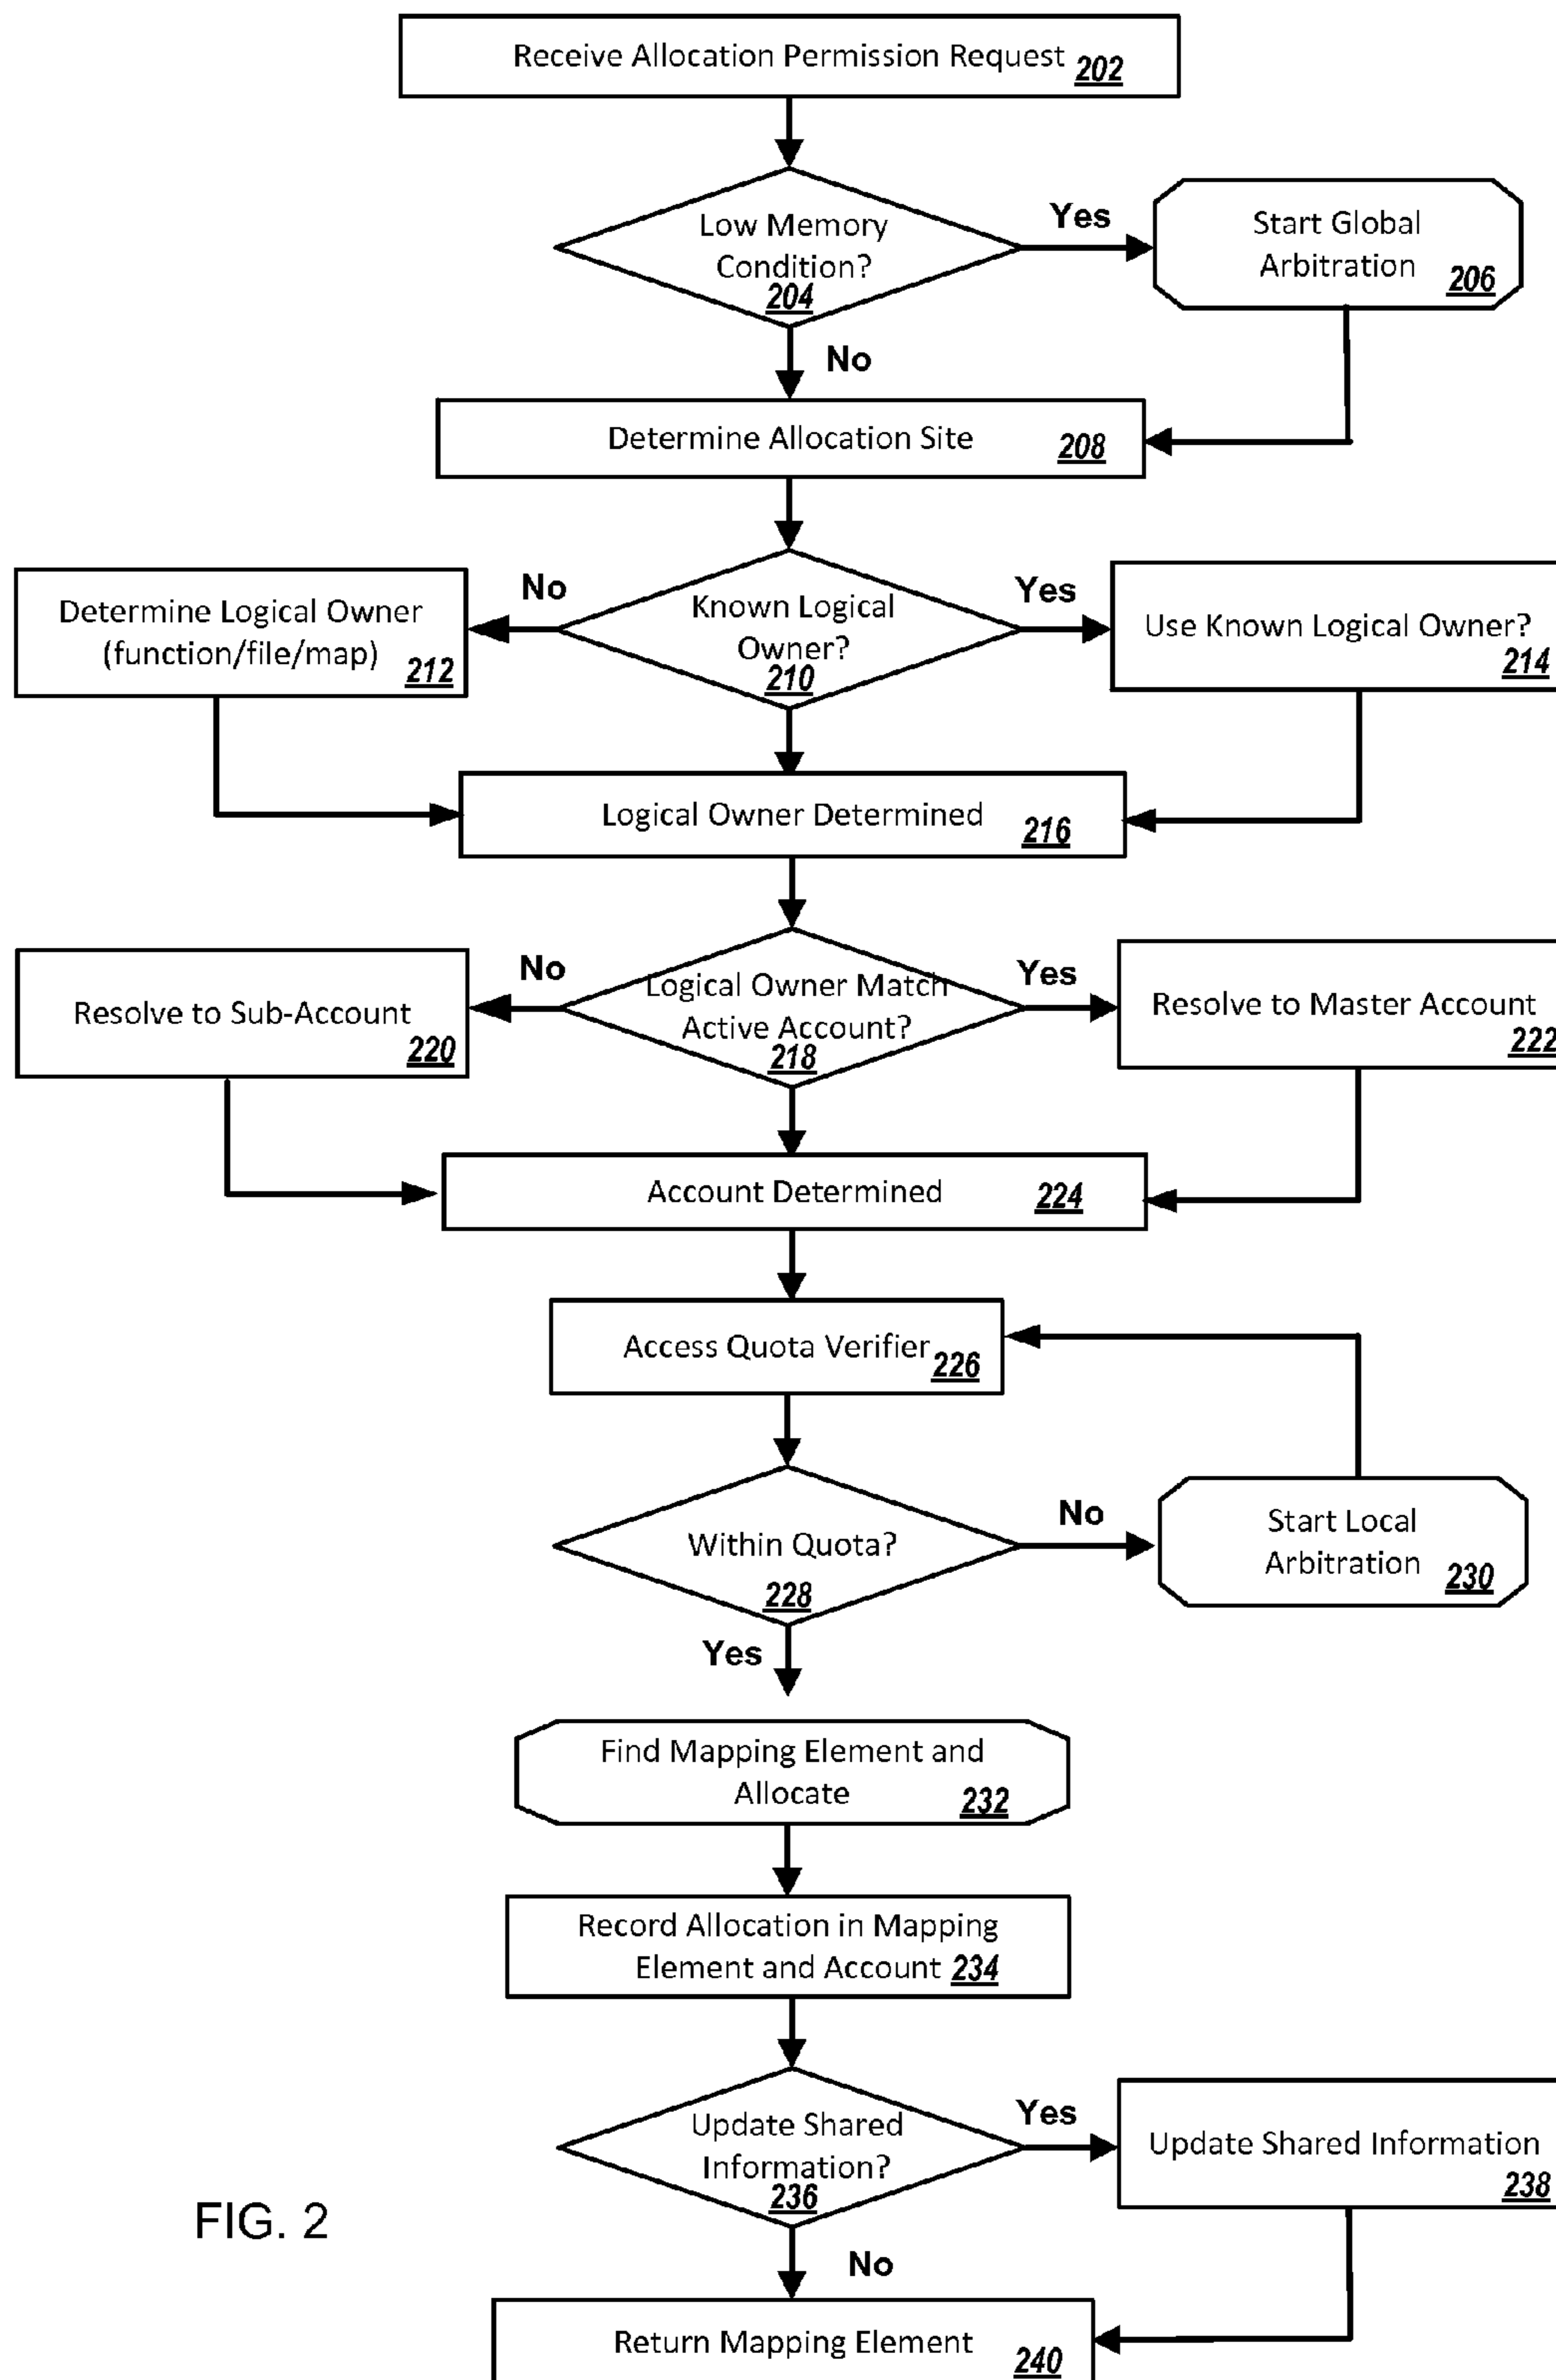 Receive Allocation Permission Request 202
Low Memory
Condition?
204
Yes
Start Global
Arbitration
206
No
Determine Allocation Site 208
Known Logical
Owner?
210
No
Determine Logical Owner
(function/file/map)
212
Yes
Use Known Logical Owner?
214
Logical Owner Determined 216
Logical Owner Match
Active Account?
218
No
Resolve to Sub-Account
220
Yes
Resolve to Master Account
222
Account Determined 224
Access Quota Verifier 226
Within Quota?
228
No
Start Local
Arbitration
230
Yes
Find Mapping Element and
Allocate 232
Record Allocation in Mapping
Element and Account 234
Update Shared
Information?
236
Yes
Update Shared Information
238
No
Return Mapping Element 240
FIG. 2